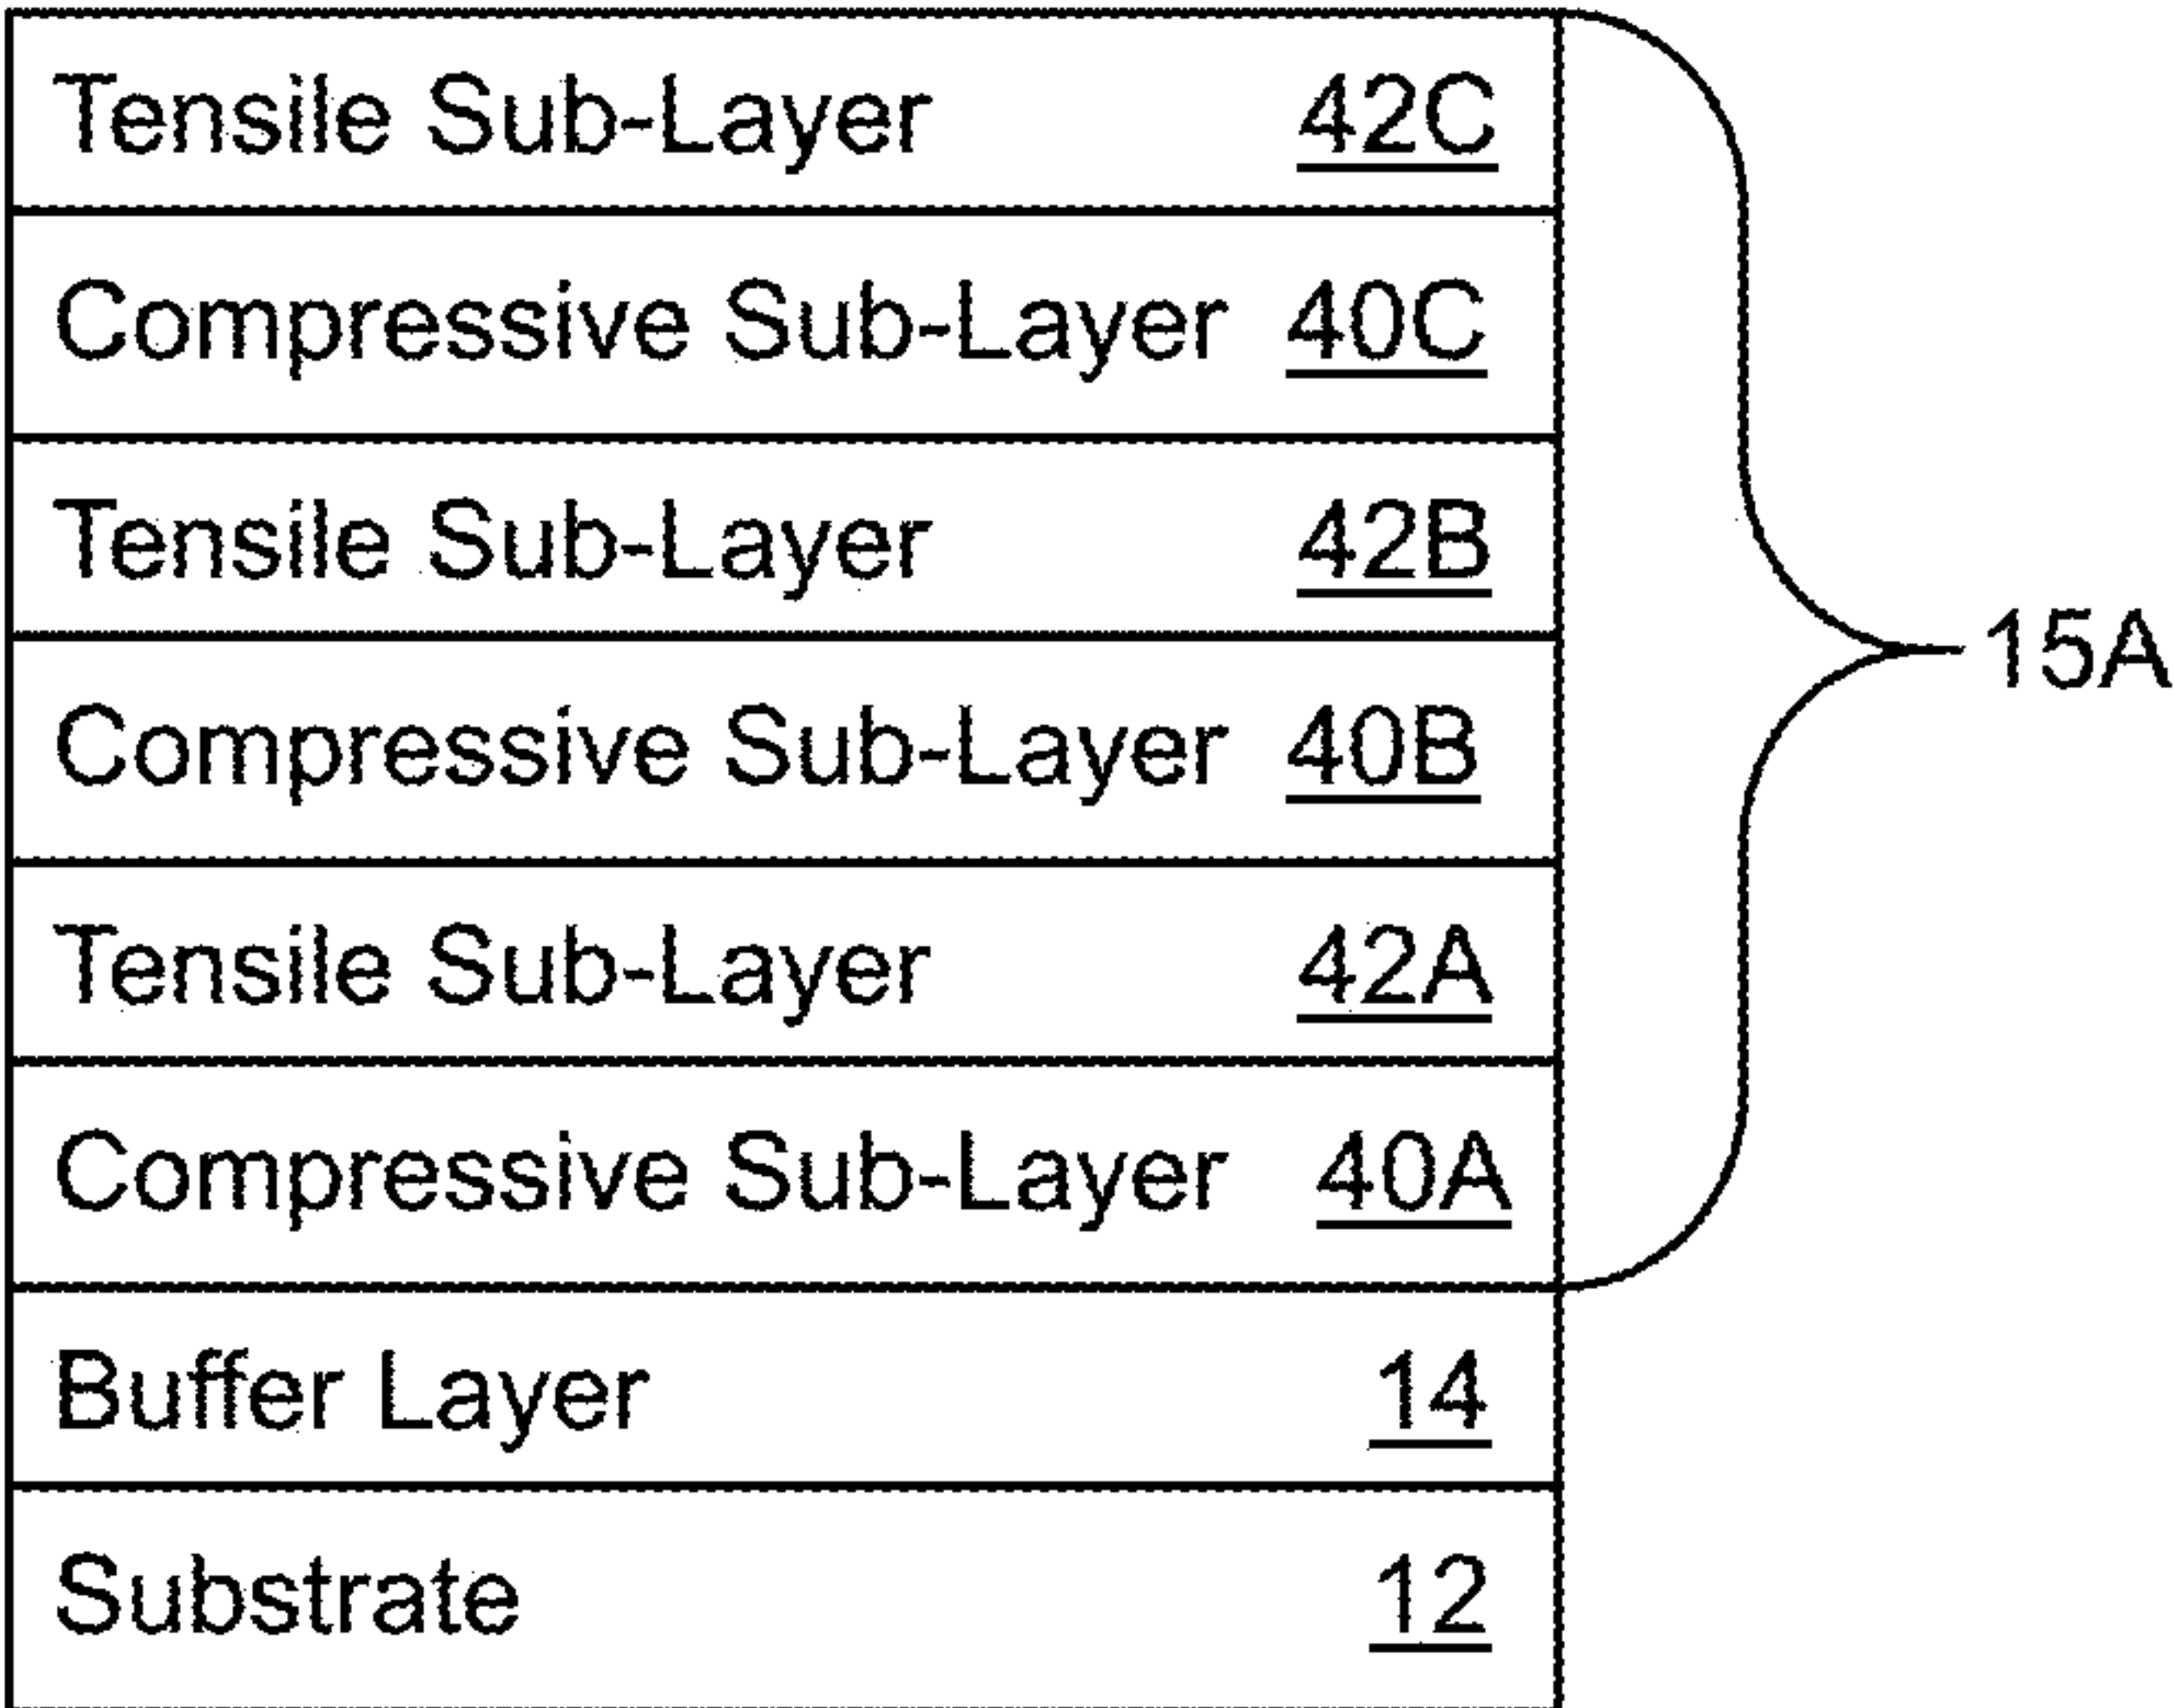 Tensile Sub-Layer 42C
Compressive Sub-Layer 40C
Tensile Sub-Layer 42B
15A
Compressive Sub-Layer 40B
Tensile Sub-Layer 42A
Compressive Sub-Layer 40A
Buffer Layer 14
Substrate 12